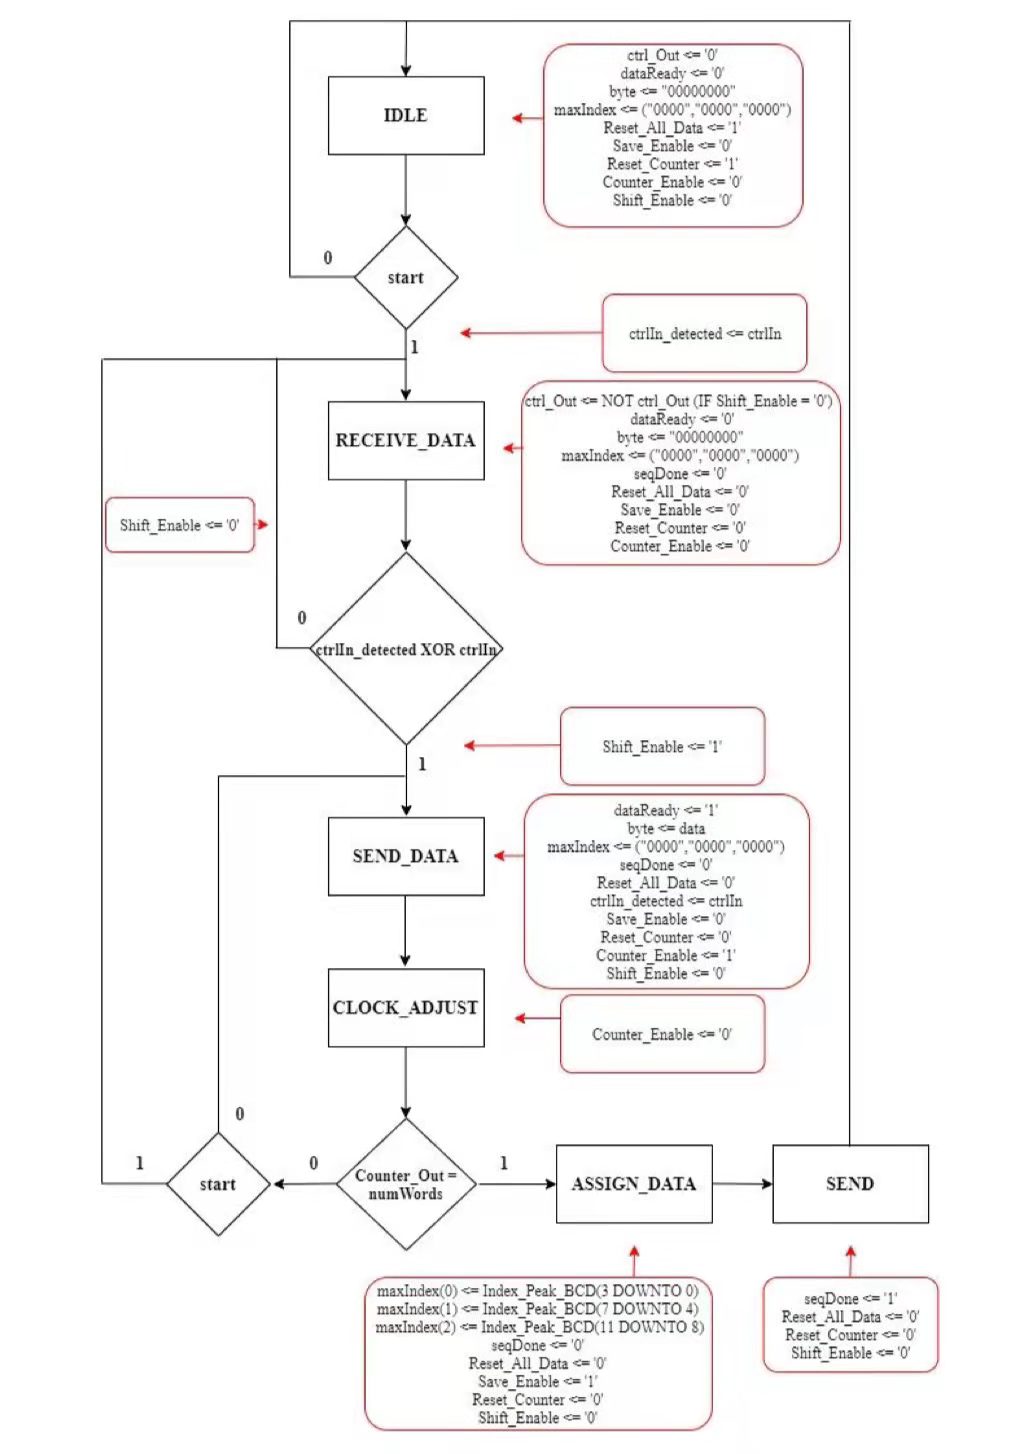 ctrl_Out <= '0'
dataReady <= '0'
byte <= "00000000"
maxIndex <= ("0000","0000","0000")
Reset_All_Data <= '1'
Save_Enable <= '0'
Reset_Counter <= '1'
Counter_Enable <= '0'
Shift_Enable <= '0'
IDLE
0
start
1
ctrlIn_detected <= ctrlIn
ctrl_Out <= NOT ctrl_Out (IF Shift_Enable = '0')
dataReady <= '0'
byte <= "00000000"
maxIndex <= ("0000","0000","0000")
seqDone <= '0'
Reset_All_Data <= '0'
Save_Enable <= '0'
Reset_Counter <= '0'
Counter_Enable <= '0'
RECEIVE_DATA
Shift_Enable <= '0'
0
ctrlIn_detected XOR ctrlIn
1
Shift_Enable <= '1'
dataReady <= '1'
byte <= data
maxIndex <= ("0000","0000","0000")
seqDone <= '0'
Reset_All_Data <= '0'
ctrlIn_detected <= ctrlIn
Save_Enable <= '0'
Reset_Counter <= '0'
Counter_Enable <= '1'
Shift_Enable <= '0'
SEND_DATA
CLOCK_ADJUST
Counter_Enable <= '0'
0
1
start
0
Counter_Out =
numWords
1
ASSIGN_DATA
SEND
maxIndex(0) <= Index_Peak_BCD(3 DOWNTO 0)
maxIndex(1) <= Index_Peak_BCD(7 DOWNTO 4)
maxIndex(2) <= Index_Peak_BCD(11 DOWNTO 8)
seqDone <= '0'
Reset_All_Data <= '0'
Save_Enable <= '1'
Reset_Counter <= '0'
Shift_Enable <= '0'
seqDone <= '1'
Reset_All_Data <= '0'
Reset_Counter <= '0'
Shift_Enable <= '0'